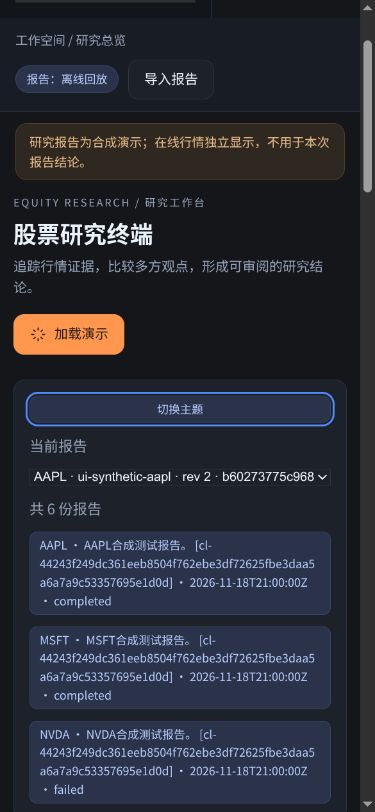 工作空间 / 研究总览
报告：离线回放
导入报告
研究报告为合成演示；在线行情独立显示，不用于本次
报告结论。
EQUITY RESEARCH / 研究工作台
股票研究终端
追踪行情证据，比较多方观点，形成可审阅的研究结
论。
加载演示
切换主题
当前报告
AAPL · ui-synthetic-aapl · rev 2 · b60273775c968
共 6 份报告
AAPL · AAPL合成测试报告。 [cl-
44243f249dc361eeb8504f762ebe3df72625fbe3daa5
a6a7a9c53357695e1d0d] · 2026-11-18T21:00:00Z
· completed
MSFT · MSFT合成测试报告。 [cl-
44243f249dc361eeb8504f762ebe3df72625fbe3daa5
a6a7a9c53357695e1d0d] · 2026-11-18T21:00:00Z
· completed
NVDA · NVDA合成测试报告。 [cl-
44243f249dc361eeb8504f762ebe3df72625fbe3daa5
a6a7a9c53357695e1d0d] · 2026-11-18T21:00:00Z
· failed